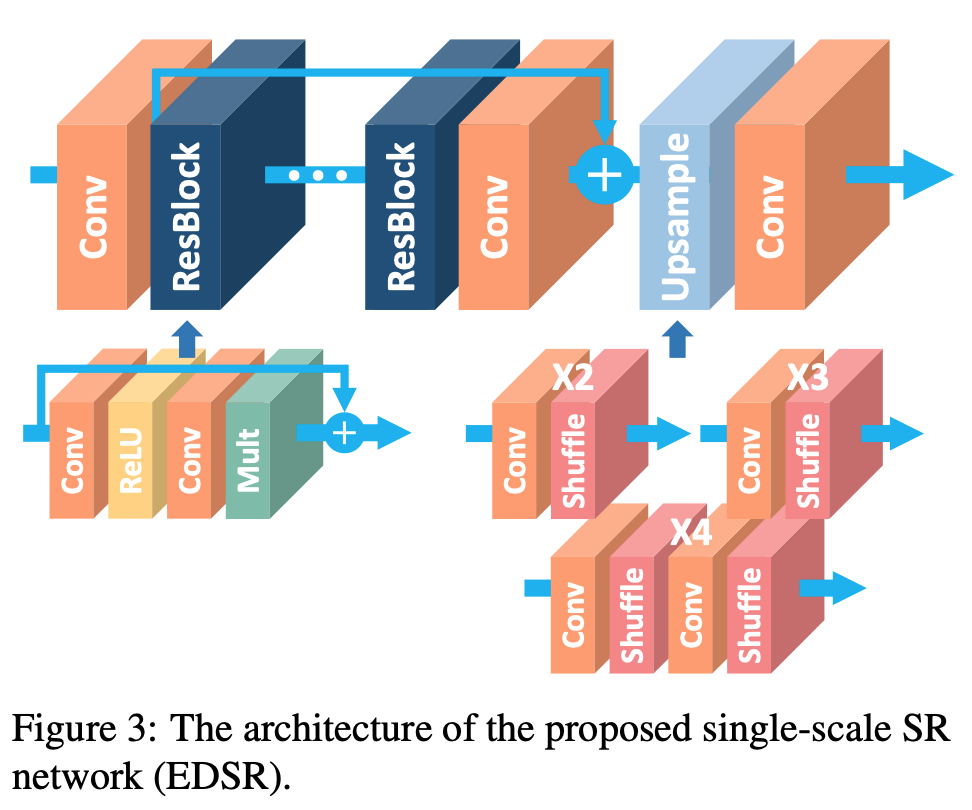 Conv
ResBlock
ResBlock
Conv
Upsample
Conv
Conv
ReLU
Conv
Mult
X2
Conv
Shuffle
X3
Conv
Shuffle
X4
Conv
Shuffle
Conv
Shuffle
Figure 3: The architecture of the proposed single-scale SR
network (EDSR).